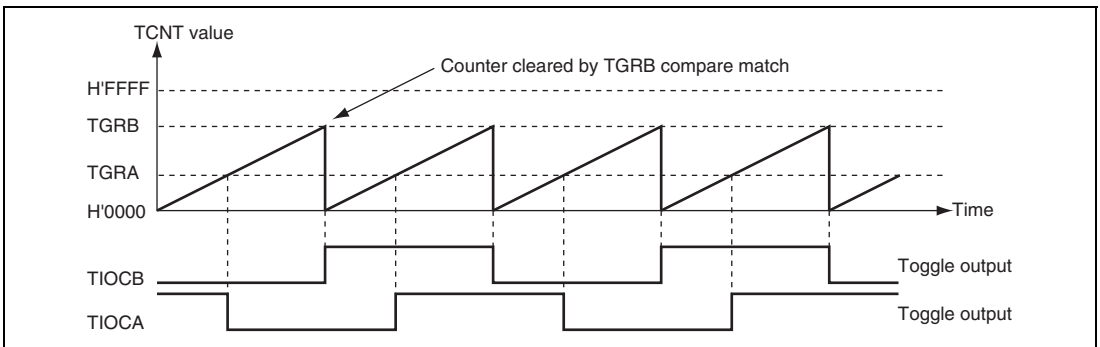 TCNT value
Counter cleared by TGRB compare match
H'FFFF
TGRB
TGRA
H'0000
Time
TIOCB
Toggle output
TIOCA
Toggle output